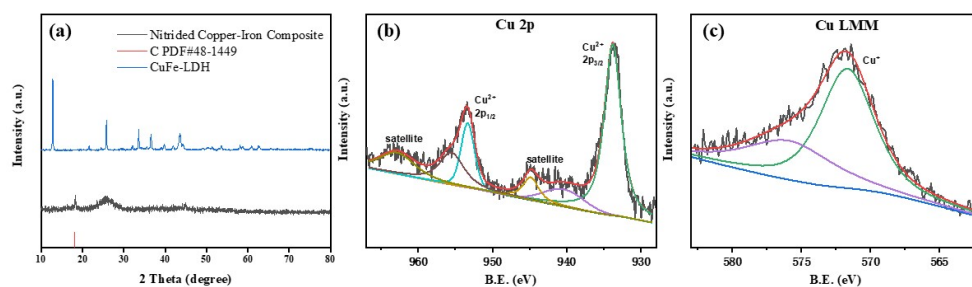 (a)
Nitrided Copper-Iron Composite
C PDF#48-1449
CuFe-LDH
Intensity (a.u.)
10 20 30 40 50 60 70 80
2 Theta (degree)
Cu 2p
(b)
Cu²⁺
2p₃/₂
Cu²⁺
2p₁/₂
satellite
satellite
Intensity (a.u.)
960 950 940 930
B.E. (eV)
Cu LMM
(c)
Cu⁺
Intensity (a.u.)
580 575 570 565
B.E. (eV)